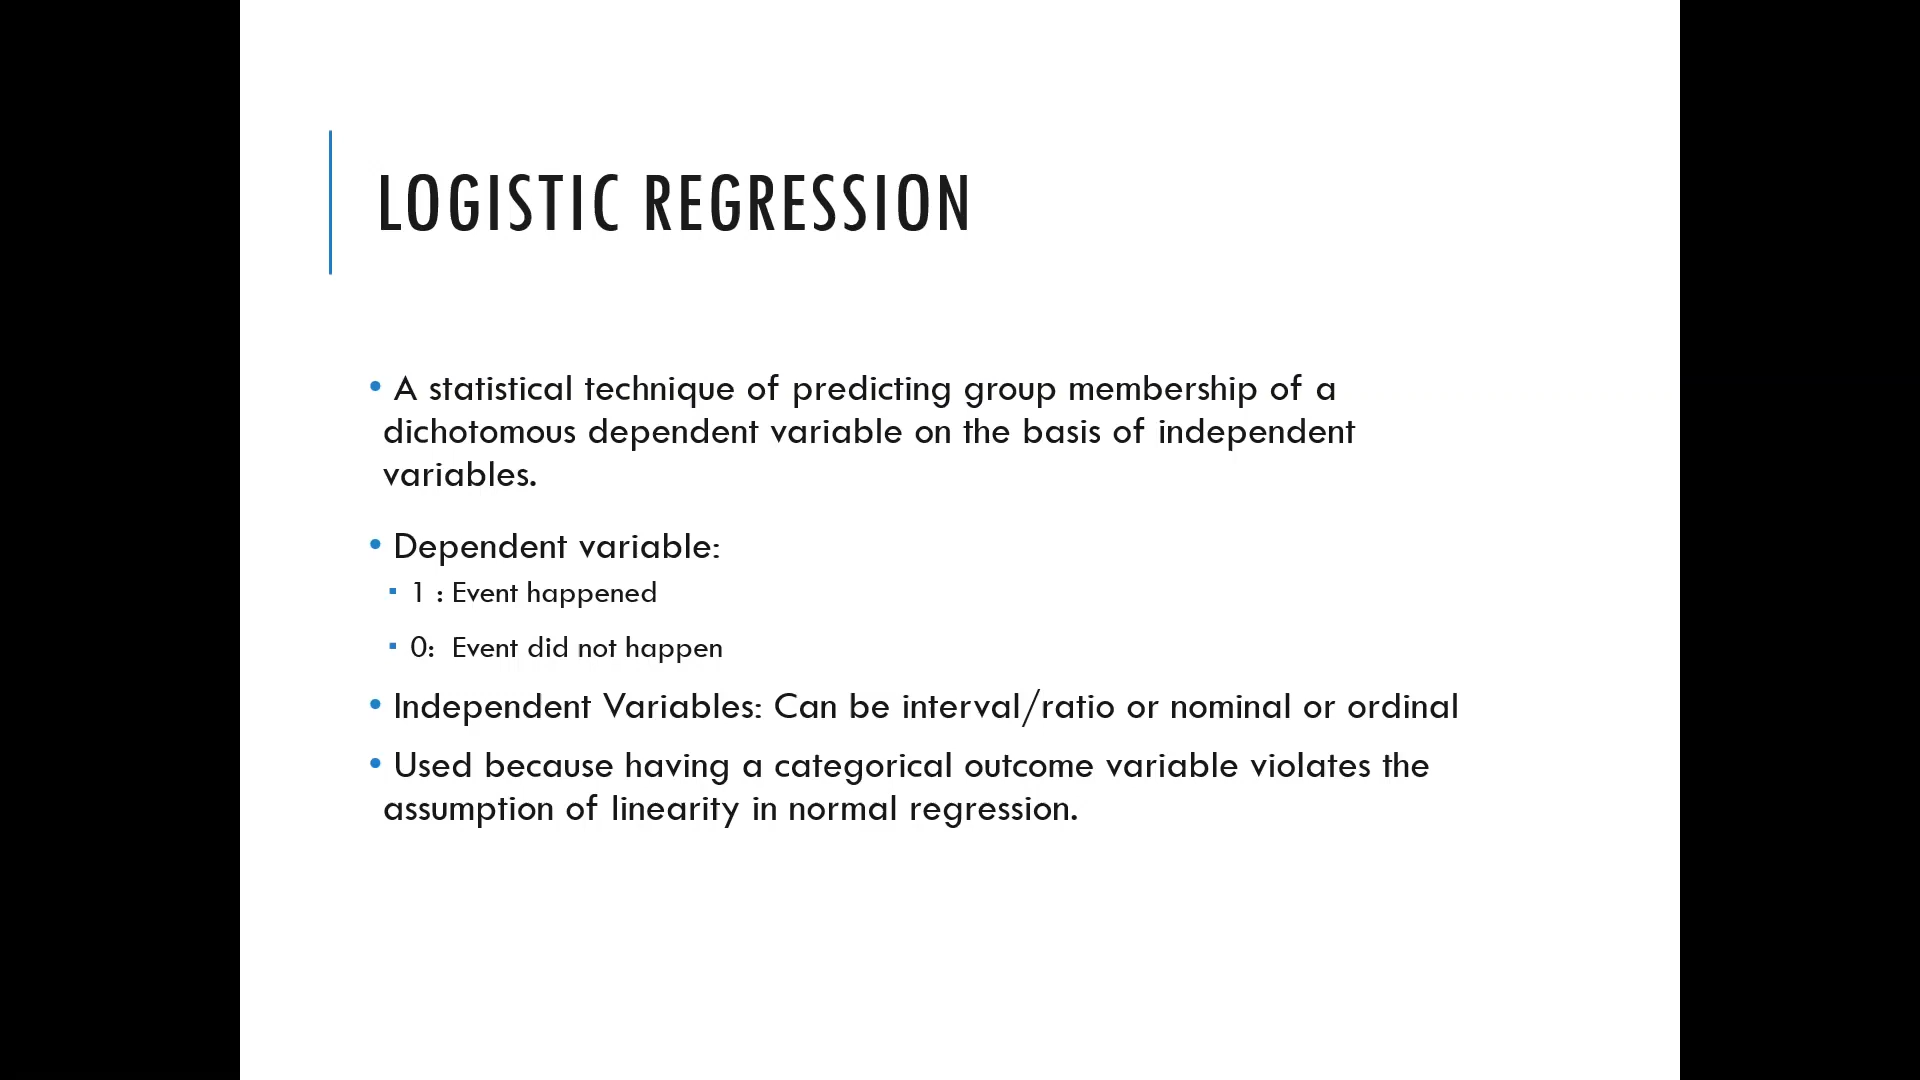 LOGISTIC REGRESSION
• A statistical technique of predicting group membership of a
dichotomous dependent variable on the basis of independent
variables.
• Dependent variable:
▪ 1 : Event happened
▪ 0:  Event did not happen
• Independent Variables: Can be interval/ratio or nominal or ordinal
• Used because having a categorical outcome variable violates the
assumption of linearity in normal regression.